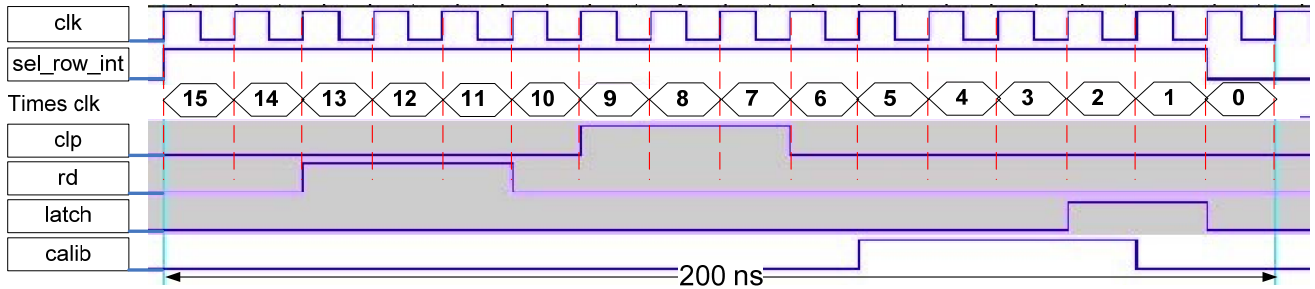 clk
sel_row_int
Times clk 15 14 13 12 11 10 9 8 7 6 5 4 3 2 1 0
clp
rd
latch
calib
200 ns